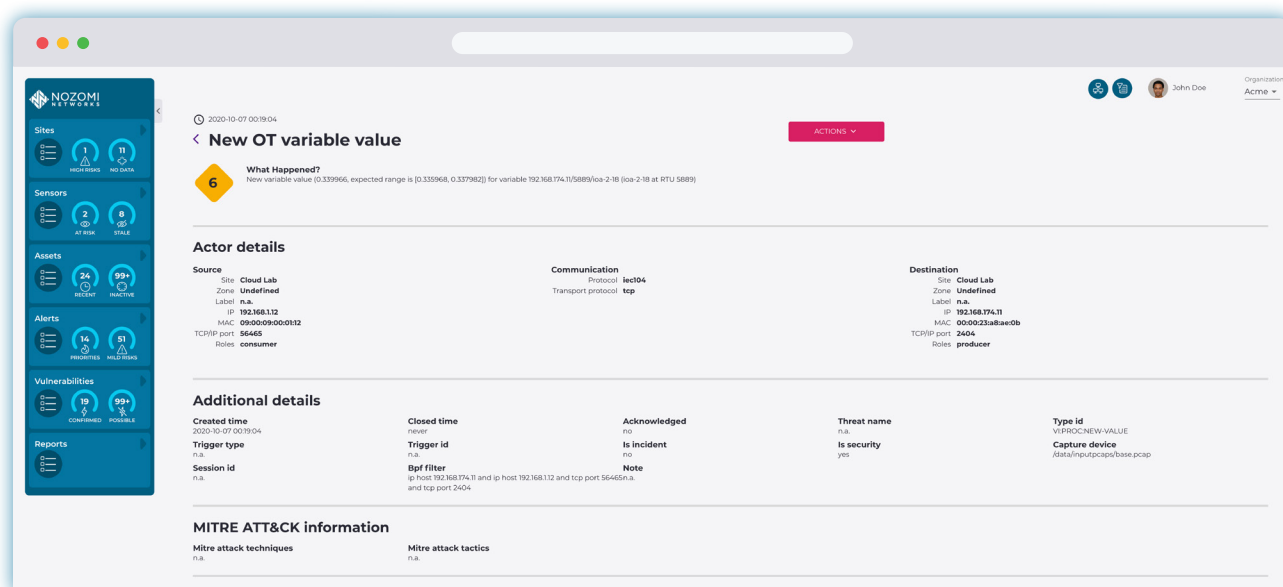 NOZOMI
NETWORKS
Sites
1
HIGH RISKS
11
NO DATA
Sensors
2
AT RISK
8
STALE
Assets
24
RECENT
99+
INACTIVE
Alerts
14
PRIORITIES
51
MILD RISKS
Vulnerabilities
19
CONFIRMED
99+
POSSIBLE
Reports
John Doe
Organization
Acme
2020-10-07 00:19:04
New OT variable value
ACTIONS
6
What Happened?
New variable value (0.339966, expected range is [0.335968, 0.337982]) for variable 192.168.174.11/5889/ioa-2-18 (ioa-2-18 at RTU 5889)
Actor details
Source
Site Cloud Lab
Zone Undefined
Label n.a.
IP 192.168.1.12
MAC 09:00:09:00:01:12
TCP/IP port 56465
Roles consumer
Communication
Protocol iec104
Transport protocol tcp
Destination
Site Cloud Lab
Zone Undefined
Label n.a.
IP 192.168.174.11
MAC 00:00:23:a8:ae:0b
TCP/IP port 2404
Roles producer
Additional details
Created time
2020-10-07 00:19:04
Closed time
never
Acknowledged
no
Threat name
n.a.
Type id
VI:PROC:NEW-VALUE
Trigger type
n.a.
Trigger id
n.a.
Is incident
no
Is security
yes
Capture device
/data/inputpcaps/base.pcap
Session id
n.a.
Bpf filter
ip host 192.168.174.11 and ip host 192.168.1.12 and tcp port 56465
and tcp port 2404
Note
n.a.
MITRE ATT&CK information
Mitre attack techniques
n.a.
Mitre attack tactics
n.a.